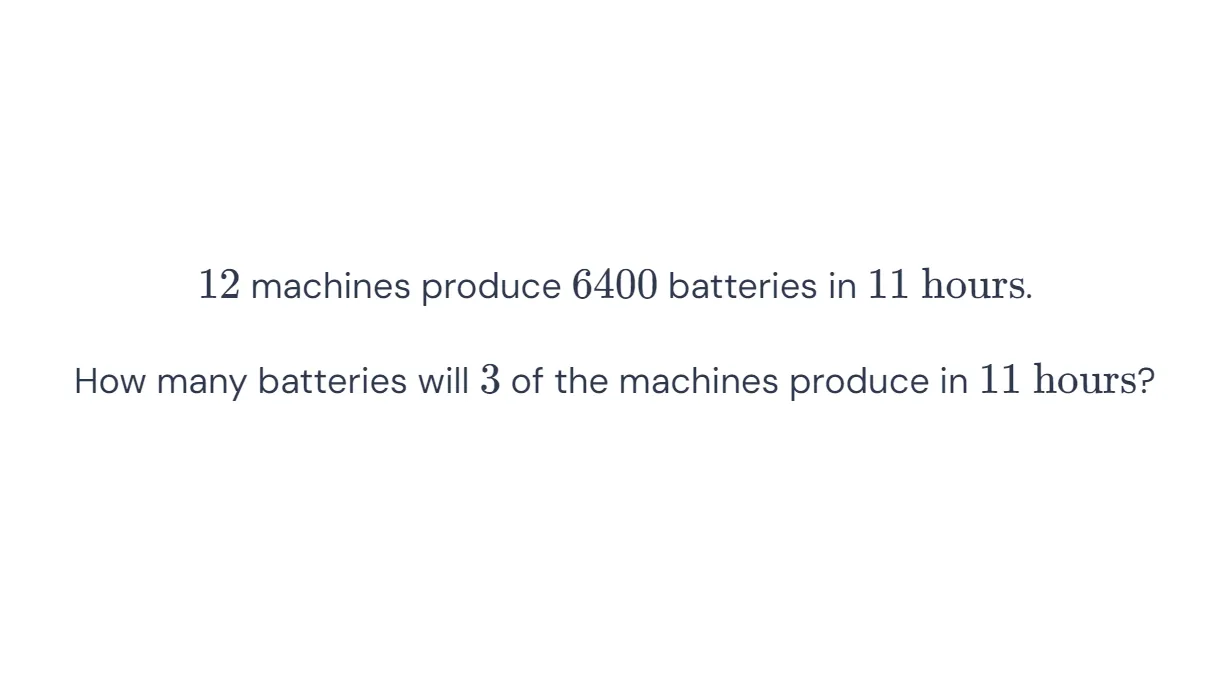 12 machines produce 6400 batteries in 11 hours.
How many batteries will 3 of the machines produce in 11 hours?